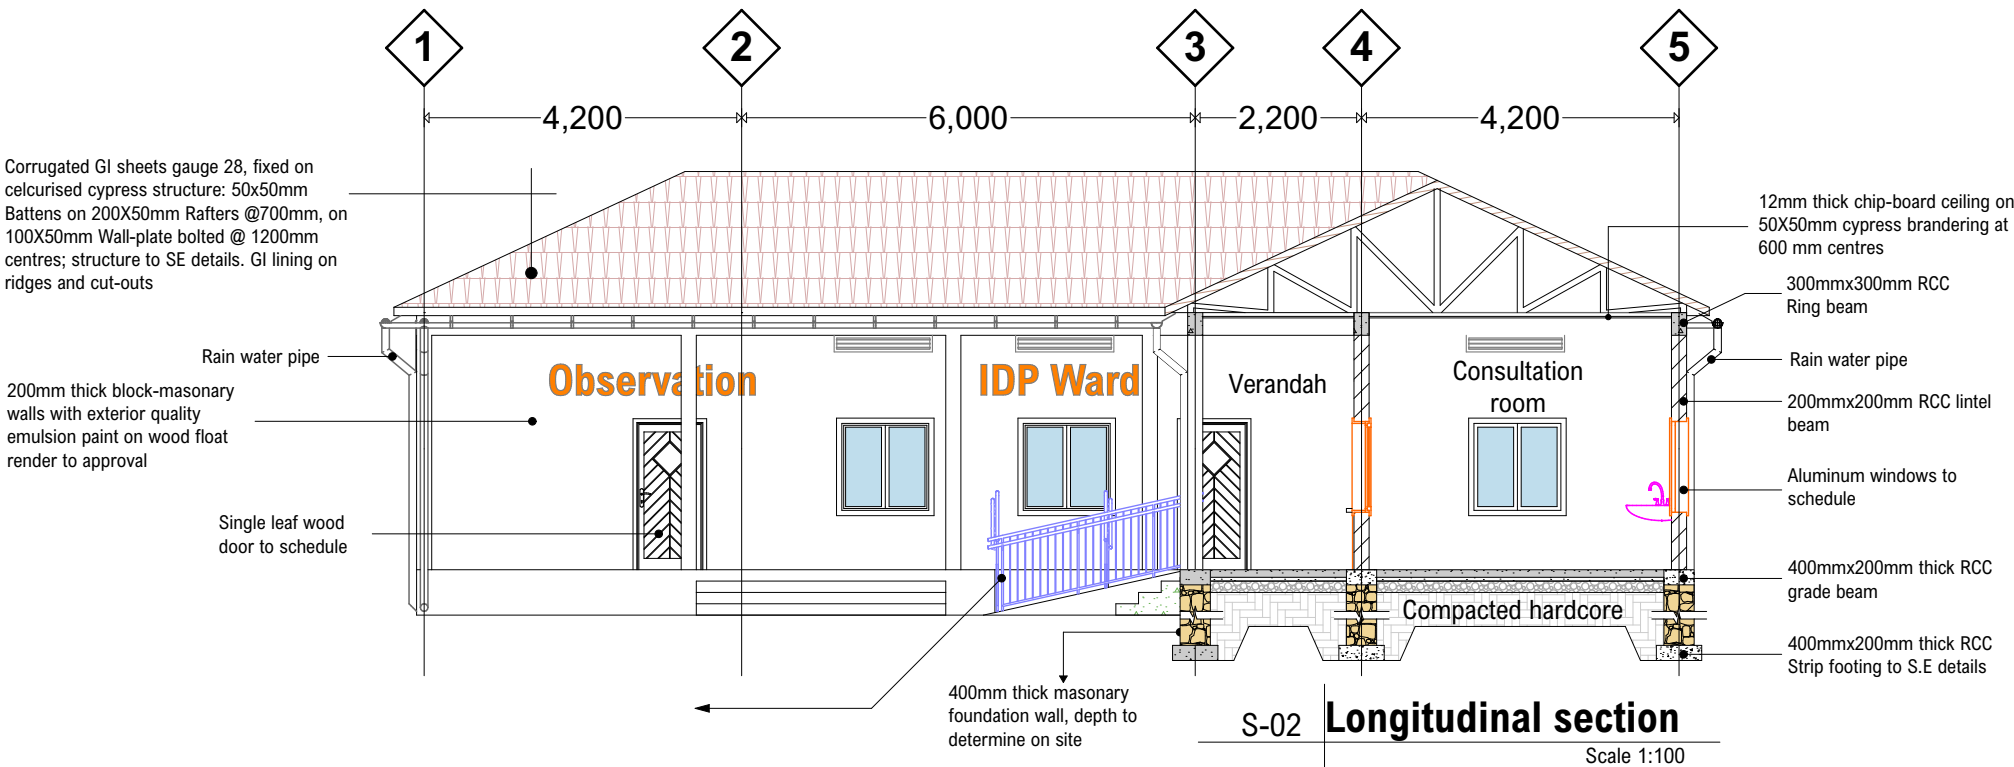 1
2
3
4
5
4,200
6,000
2,200
4,200
Corrugated GI sheets gauge 28, fixed on
celcurised cypress structure: 50x50mm
Battens on 200X50mm Rafters @700mm, on
100X50mm Wall-plate bolted @ 1200mm
centres; structure to SE details. GI lining on
ridges and cut-outs
Rain water pipe
200mm thick block-masonary
walls with exterior quality
emulsion paint on wood float
render to approval
Single leaf wood
door to schedule
Observation
IDP Ward
Verandah
Consultation
room
Compacted hardcore
12mm thick chip-board ceiling on
50X50mm cypress brandering at
600 mm centres
300mmx300mm RCC
Ring beam
Rain water pipe
200mmx200mm RCC lintel
beam
Aluminum windows to
schedule
400mmx200mm thick RCC
grade beam
400mmx200mm thick RCC
Strip footing to S.E details
400mm thick masonary
foundation wall, depth to
determine on site
S-02
Longitudinal section
Scale 1:100